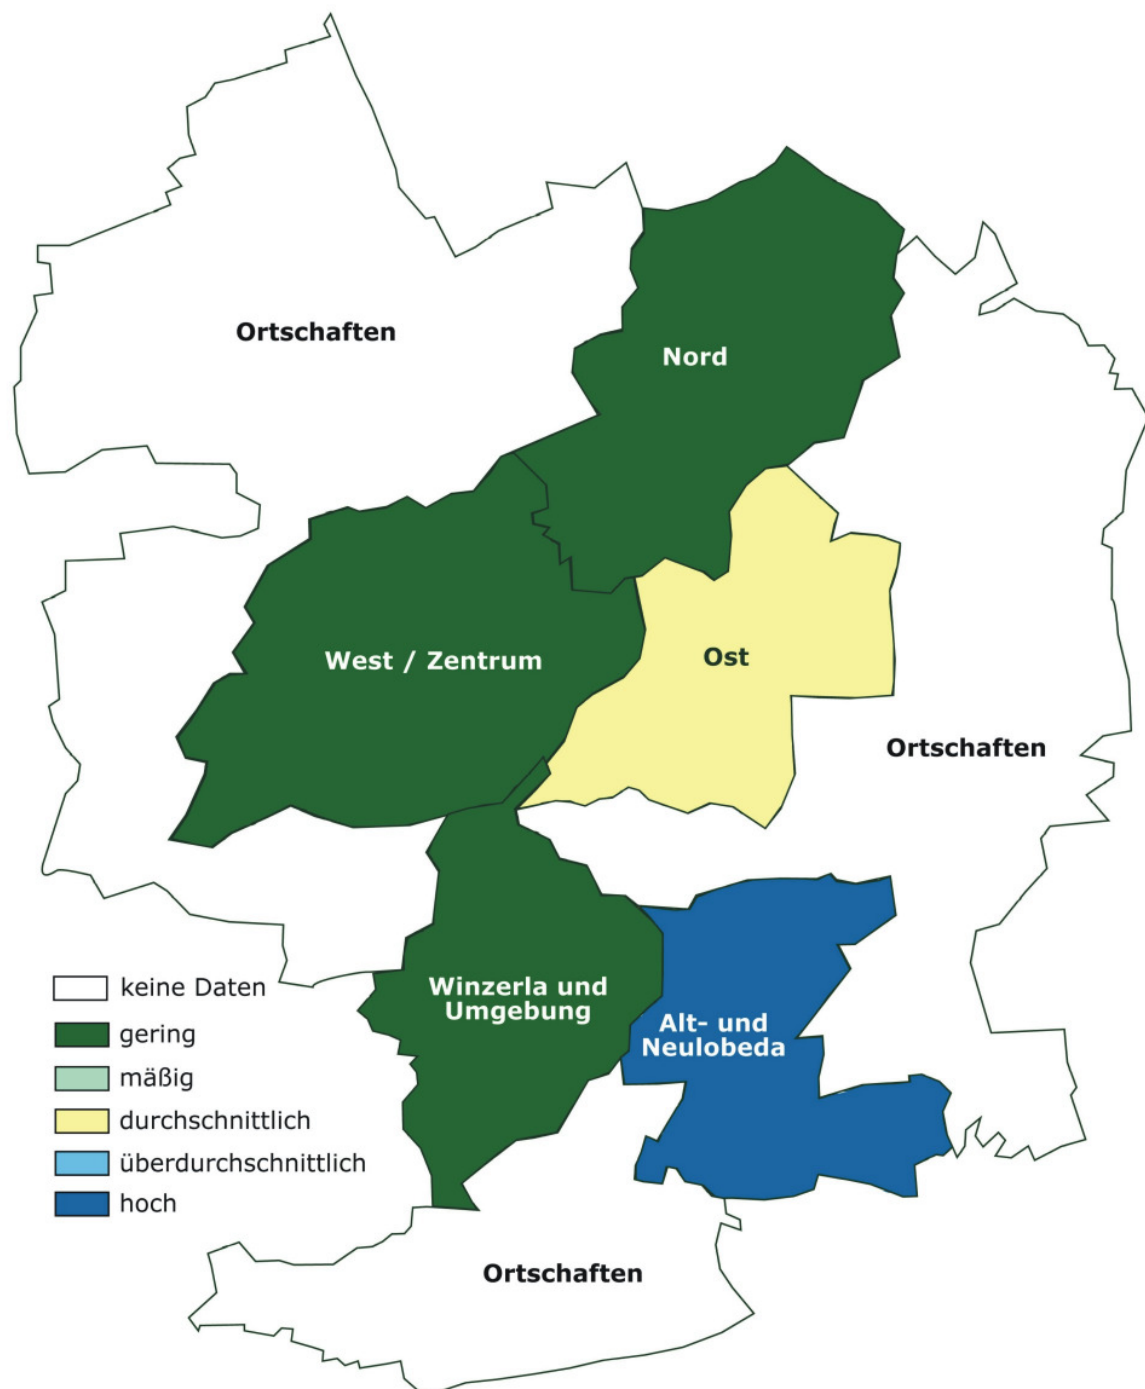 Ortschaften
Nord
West / Zentrum
Ost
Ortschaften
Winzerla und
Umgebung
Alt- und
Neulobeda
keine Daten
gering
mäßig
durchschnittlich
überdurchschnittlich
hoch
Ortschaften